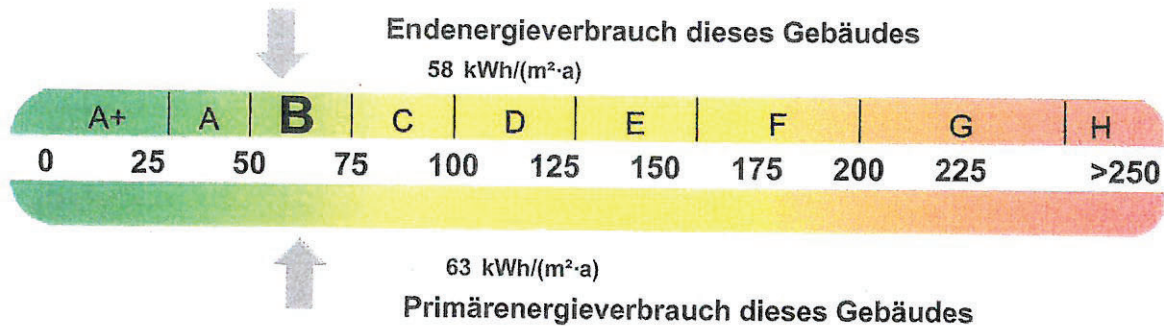 Endenergieverbrauch dieses Gebäudes
58 kWh/(m²·a)
A+ A B C D E F G H
0 25 50 75 100 125 150 175 200 225 >250
63 kWh/(m²·a)
Primärenergieverbrauch dieses Gebäudes